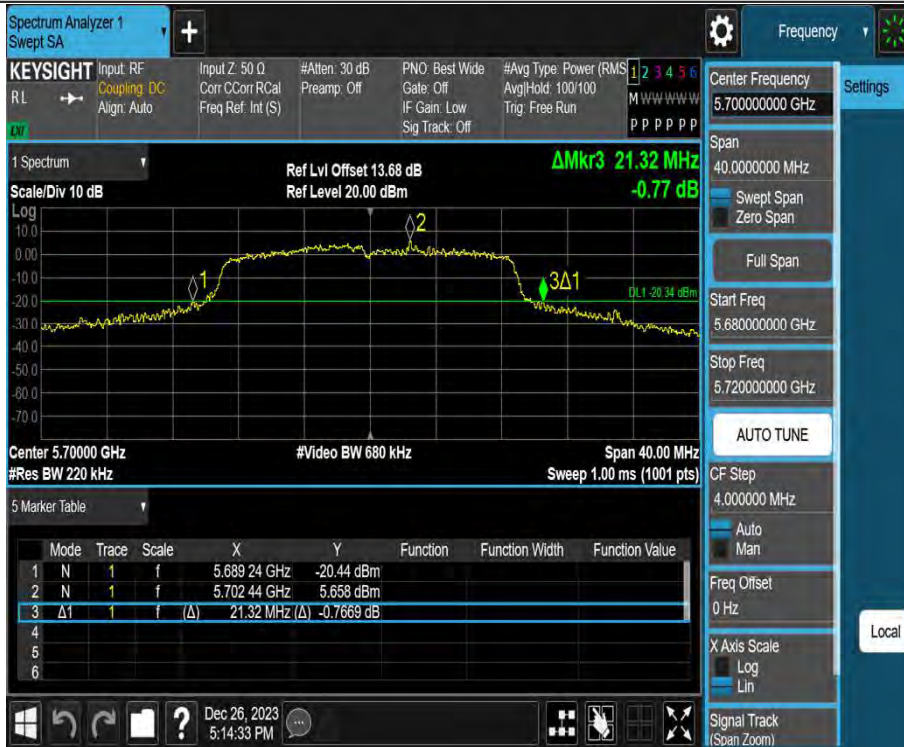 Spectrum Analyzer 1
Swept SA
+
Frequency
KEYSIGHT
RL
LXI
Input: RF
Coupling: DC
Align: Auto
Input Z: 50 Ω
Corr CCorr RCal
Freq Ref: Int (S)
#Atten: 30 dB
Preamp: Off
PNO: Best Wide
Gate: Off
IF Gain: Low
Sig Track: Off
#Avg Type: Power (RMS
Avg|Hold: 100/100
Trig: Free Run
1 2 3 4 5 6
M W W W W W
P P P P P P
1 Spectrum
Scale/Div 10 dB
Ref Lvl Offset 13.68 dB
Ref Level 20.00 dBm
ΔMkr3 21.32 MHz
-0.77 dB
Log
10.0
0.00
-10.0
-20.0
-30.0
-40.0
-50.0
-60.0
-70.0
1
2
3Δ1
DL1 -20.34 dBm
Center 5.70000 GHz
#Video BW 680 kHz
Span 40.00 MHz
#Res BW 220 kHz
Sweep 1.00 ms (1001 pts)
5 Marker Table
Mode Trace Scale X Y Function Function Width Function Value
1 N 1 f 5.689 24 GHz -20.44 dBm
2 N 1 f 5.702 44 GHz 5.658 dBm
3 Δ1 1 f (Δ) 21.32 MHz (Δ) -0.7669 dB
4
5
6
Dec 26, 2023
5:14:33 PM
?
Center Frequency
5.700000000 GHz
Span
40.0000000 MHz
Swept Span
Zero Span
Full Span
Start Freq
5.680000000 GHz
Stop Freq
5.720000000 GHz
AUTO TUNE
CF Step
4.000000 MHz
Auto
Man
Freq Offset
0 Hz
X Axis Scale
Log
Lin
Signal Track
(Span Zoom)
Settings
Local